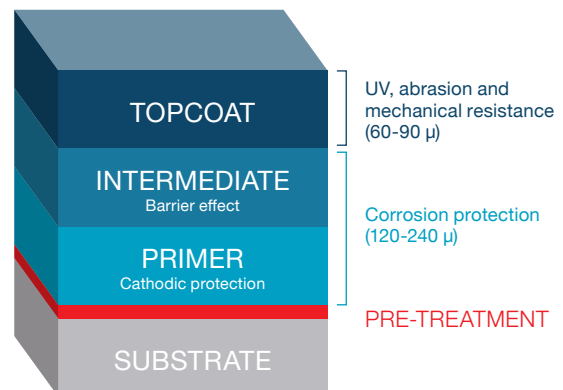 TOPCOAT
UV, abrasion and
mechanical resistance
(60-90 µ)
INTERMEDIATE
Barrier effect
PRIMER
Cathodic protection
Corrosion protection
(120-240 µ)
PRE-TREATMENT
SUBSTRATE